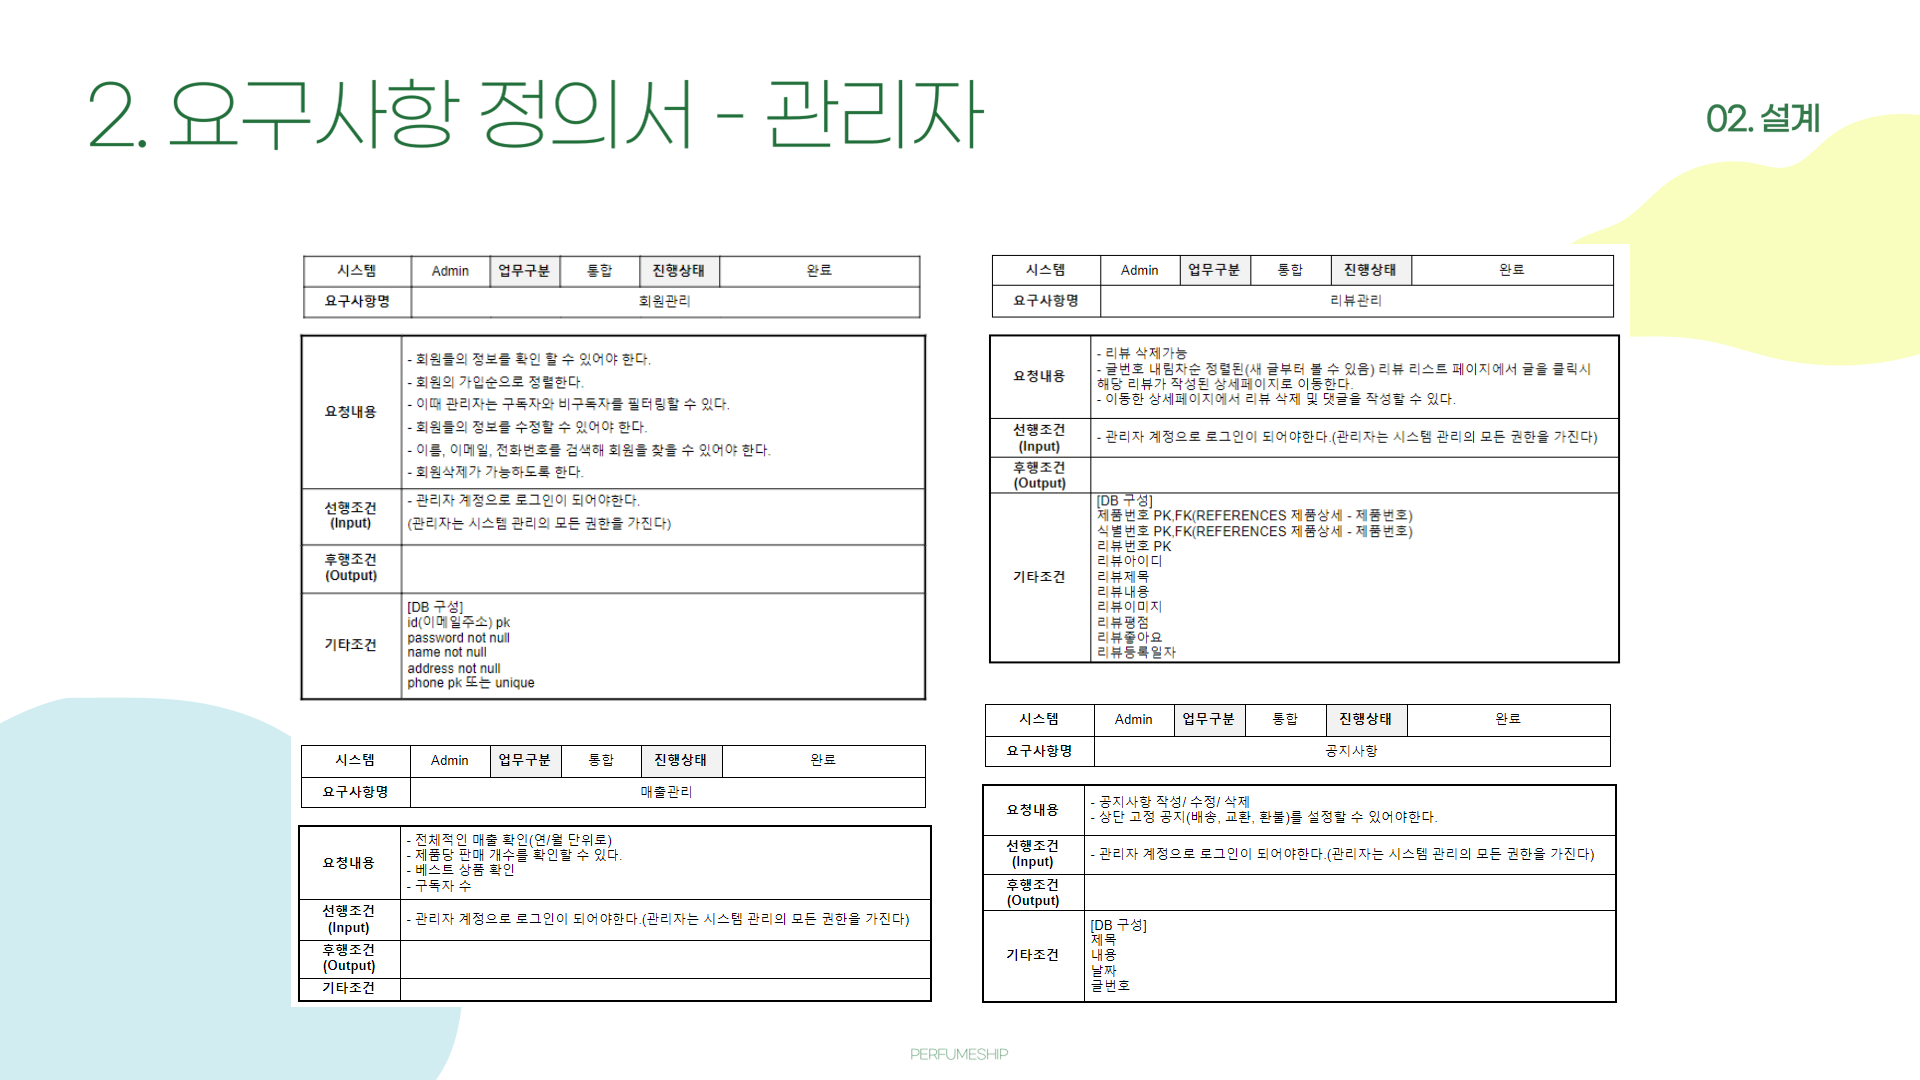 2. 요구사항 정의서 - 관리자
02. 설계
시스템 Admin 업무구분 통합 진행상태 완료
요구사항명 회원관리
요청내용
- 회원들의 정보를 확인 할 수 있어야 한다.
- 회원의 가입순으로 정렬한다.
- 이때 관리자는 구독자와 비구독자를 필터링할 수 있다.
- 회원들의 정보를 수정할 수 있어야 한다.
- 이름, 이메일, 전화번호를 검색해 회원을 찾을 수 있어야 한다.
- 회원삭제가 가능하도록 한다.
선행조건
(Input)
- 관리자 계정으로 로그인이 되어야한다.
(관리자는 시스템 관리의 모든 권한을 가진다)
후행조건
(Output)
기타조건
[DB 구성]
id(이메일주소) pk
password not null
name not null
address not null
phone pk 또는 unique
시스템 Admin 업무구분 통합 진행상태 완료
요구사항명 매출관리
요청내용
- 전체적인 매출 확인(연/월 단위로)
- 제품당 판매 개수를 확인할 수 있다.
- 베스트 상품 확인
- 구독자 수
선행조건
(Input)
- 관리자 계정으로 로그인이 되어야한다.(관리자는 시스템 관리의 모든 권한을 가진다)
후행조건
(Output)
기타조건
시스템 Admin 업무구분 통합 진행상태 완료
요구사항명 리뷰관리
요청내용
- 리뷰 삭제가능
- 글번호 내림자순 정렬된(새 글부터 볼 수 있음) 리뷰 리스트 페이지에서 글을 클릭시
해당 리뷰가 작성된 상세페이지로 이동한다.
- 이동한 상세페이지에서 리뷰 삭제 및 댓글을 작성할 수 있다.
선행조건
(Input)
- 관리자 계정으로 로그인이 되어야한다.(관리자는 시스템 관리의 모든 권한을 가진다)
후행조건
(Output)
기타조건
[DB 구성]
제품번호 PK,FK(REFERENCES 제품상세 - 제품번호)
식별번호 PK,FK(REFERENCES 제품상세 - 제품번호)
리뷰번호 PK
리뷰아이디
리뷰제목
리뷰내용
리뷰이미지
리뷰평점
리뷰좋아요
리뷰등록일자
시스템 Admin 업무구분 통합 진행상태 완료
요구사항명 공지사항
요청내용
- 공지사항 작성/ 수정/ 삭제
- 상단 고정 공지(배송, 교환, 환불)를 설정할 수 있어야한다.
선행조건
(Input)
- 관리자 계정으로 로그인이 되어야한다.(관리자는 시스템 관리의 모든 권한을 가진다)
후행조건
(Output)
기타조건
[DB 구성]
제목
내용
날짜
글번호
PERFUMESHIP